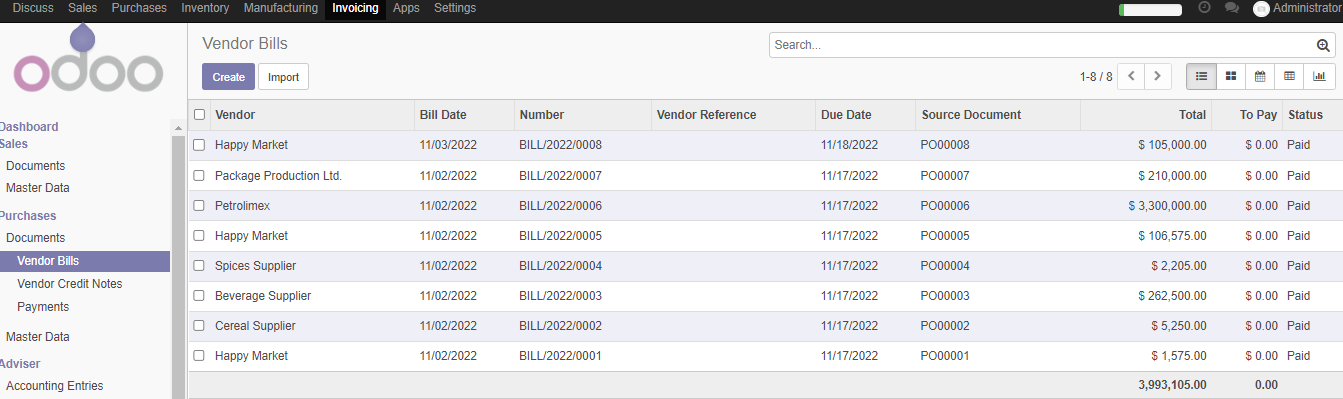 Discuss Sales Purchases Inventory Manufacturing Invoicing Apps Settings Administrator
odoo
Dashboard
Sales
Documents
Master Data
Purchases
Documents
Vendor Bills
Vendor Credit Notes
Payments
Master Data
Adviser
Accounting Entries
Vendor Bills
Search...
Create Import
1-8 / 8
Vendor Bill Date Number Vendor Reference Due Date Source Document Total To Pay Status
Happy Market 11/03/2022 BILL/2022/0008 11/18/2022 PO00008 $ 105,000.00 $ 0.00 Paid
Package Production Ltd. 11/02/2022 BILL/2022/0007 11/17/2022 PO00007 $ 210,000.00 $ 0.00 Paid
Petrolimex 11/02/2022 BILL/2022/0006 11/17/2022 PO00006 $ 3,300,000.00 $ 0.00 Paid
Happy Market 11/02/2022 BILL/2022/0005 11/17/2022 PO00005 $ 106,575.00 $ 0.00 Paid
Spices Supplier 11/02/2022 BILL/2022/0004 11/17/2022 PO00004 $ 2,205.00 $ 0.00 Paid
Beverage Supplier 11/02/2022 BILL/2022/0003 11/17/2022 PO00003 $ 262,500.00 $ 0.00 Paid
Cereal Supplier 11/02/2022 BILL/2022/0002 11/17/2022 PO00002 $ 5,250.00 $ 0.00 Paid
Happy Market 11/02/2022 BILL/2022/0001 11/17/2022 PO00001 $ 1,575.00 $ 0.00 Paid
3,993,105.00 0.00